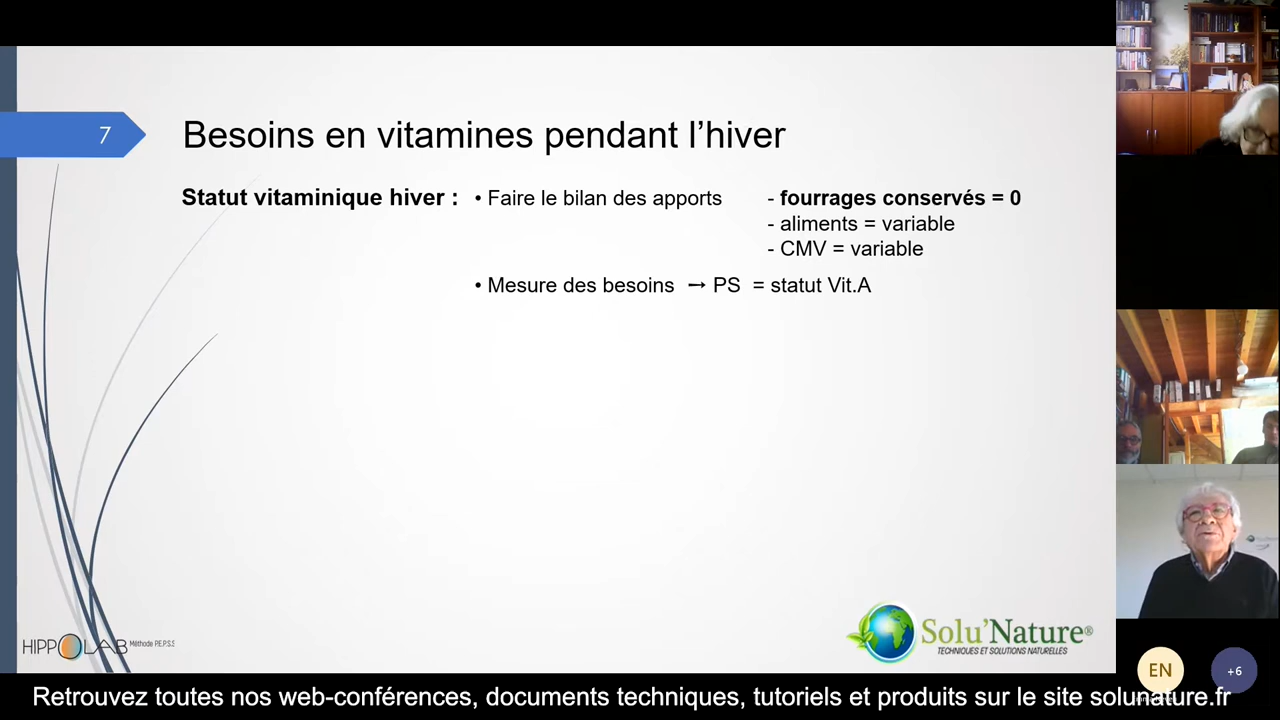 7
Besoins en vitamines pendant l’hiver
Statut vitaminique hiver : • Faire le bilan des apports - fourrages conservés = 0
- aliments = variable
- CMV = variable
• Mesure des besoins → PS = statut Vit.A
HIPPOLAB Méthode P.E.P.S.S
Solu’Nature®
TECHNIQUES ET SOLUTIONS NATURELLES
EN
+6
Retrouvez toutes nos web-conférences, documents techniques, tutoriels et produits sur le site solunature.fr